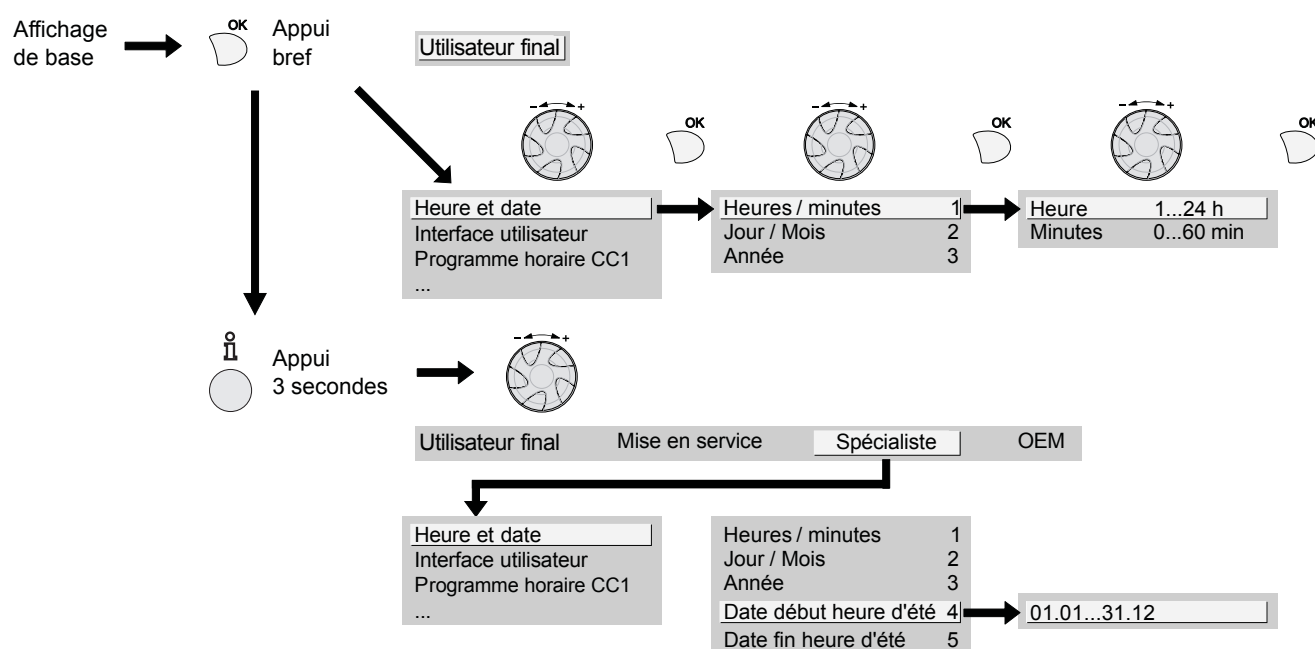 Affichage
de base
OK
Appui
bref
Utilisateur final
- +
OK
- +
OK
- +
OK
Heure et date
Interface utilisateur
Programme horaire CC1
...
Heures / minutes 1
Jour / Mois 2
Année 3
Heure 1...24 h
Minutes 0...60 min
Appui
3 secondes
- +
Utilisateur final Mise en service Spécialiste OEM
Heure et date
Interface utilisateur
Programme horaire CC1
...
Heures / minutes 1
Jour / Mois 2
Année 3
Date début heure d'été 4
Date fin heure d'été 5
01.01...31.12